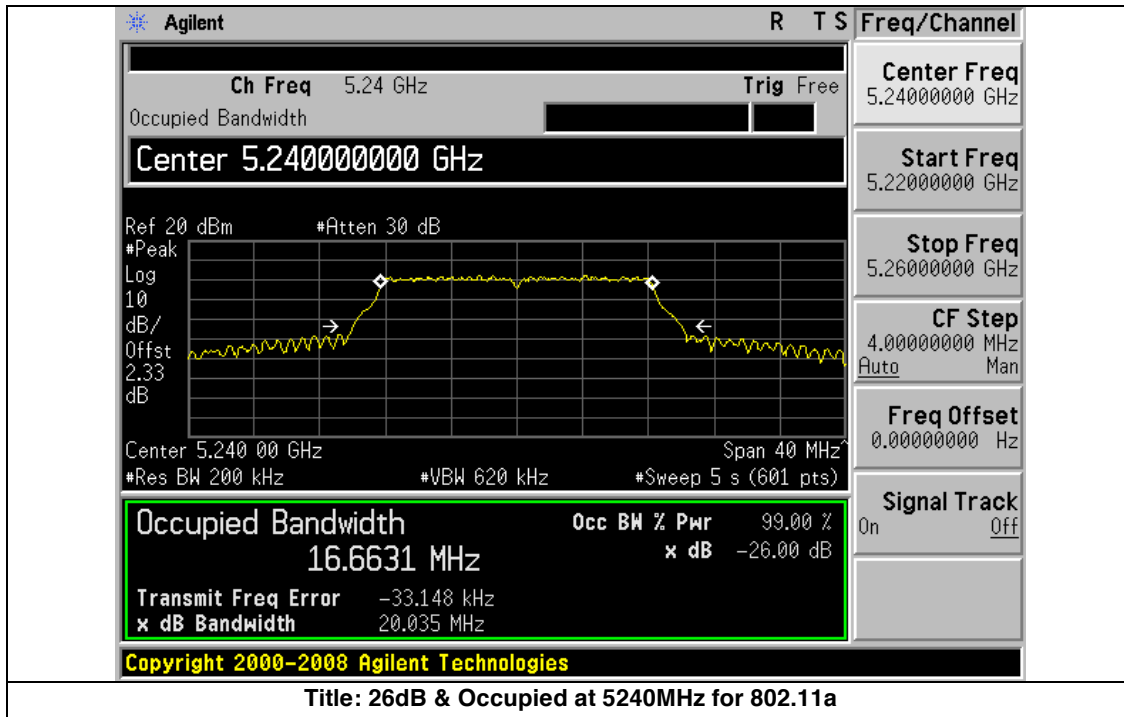 Agilent R T S Freq/Channel
Ch Freq 5.24 GHz Trig Free
Occupied Bandwidth
Center 5.240000000 GHz
Ref 20 dBm #Atten 30 dB
#Peak
Log
10
dB/
Offst
2.33
dB
Center 5.240 00 GHz Span 40 MHz^
#Res BW 200 kHz #VBW 620 kHz #Sweep 5 s (601 pts)
Occupied Bandwidth Occ BW % Pwr 99.00 %
16.6631 MHz x dB -26.00 dB
Transmit Freq Error -33.148 kHz
x dB Bandwidth 20.035 MHz
Copyright 2000-2008 Agilent Technologies
Center Freq
5.24000000 GHz
Start Freq
5.22000000 GHz
Stop Freq
5.26000000 GHz
CF Step
4.00000000 MHz
Auto Man
Freq Offset
0.00000000 Hz
Signal Track
On Off
Title: 26dB & Occupied at 5240MHz for 802.11a